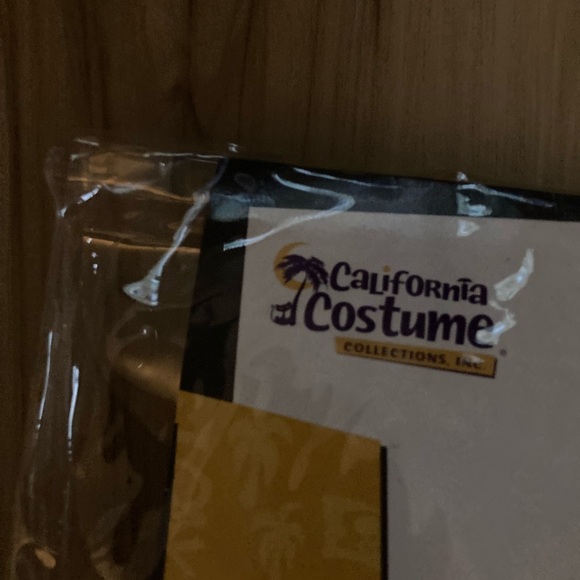 California
Costume
COLLECTIONS, INC
®